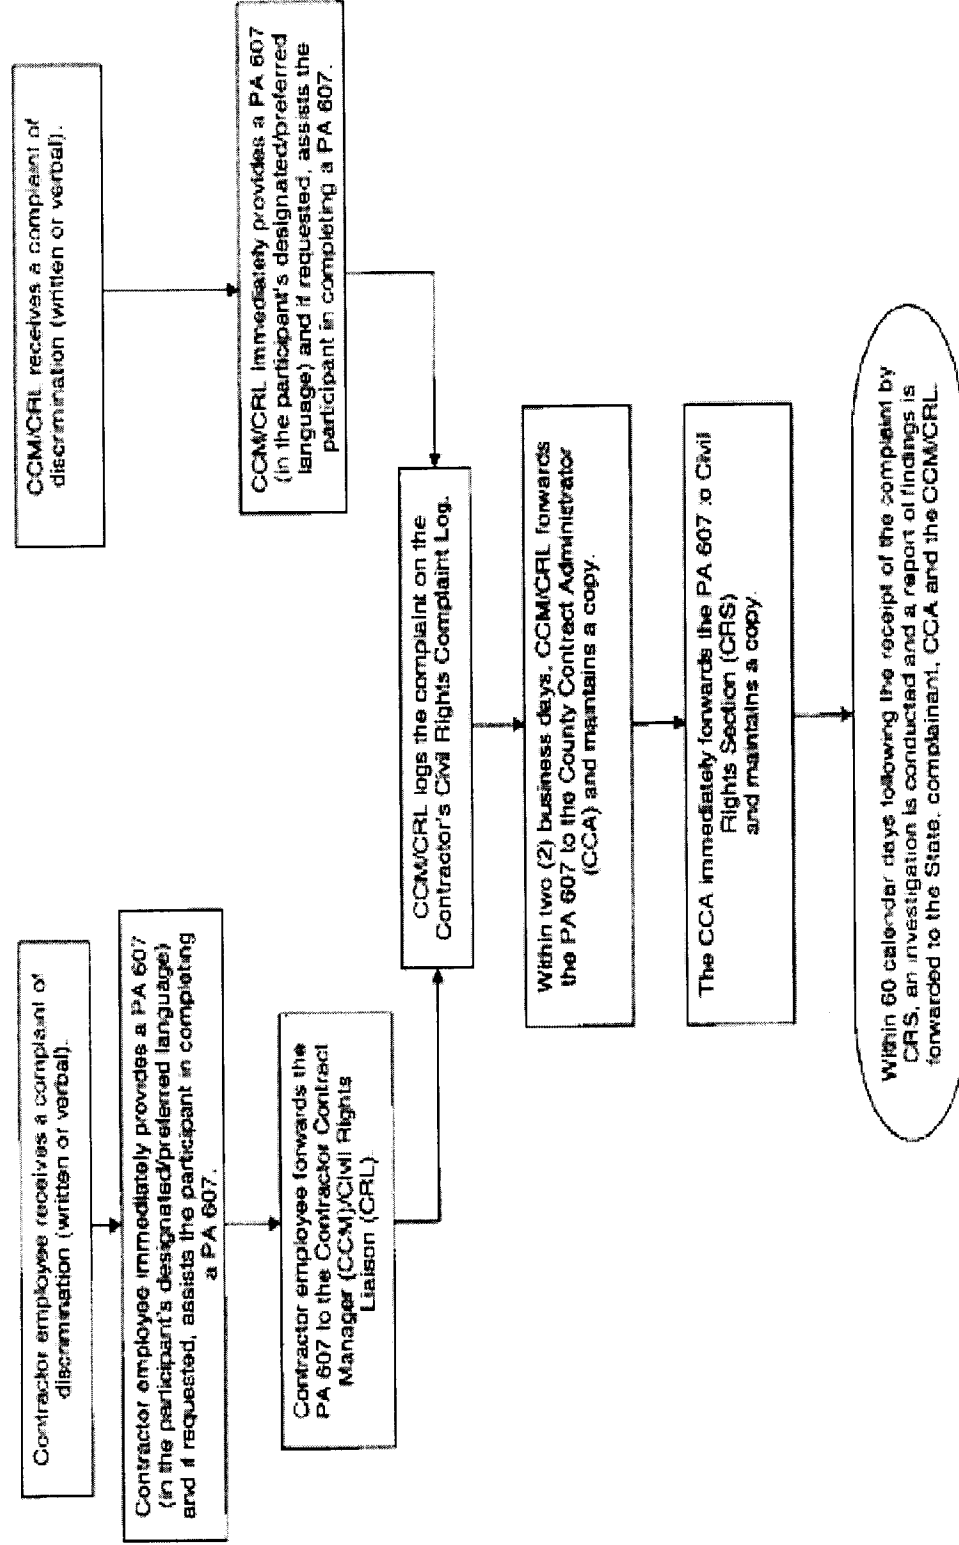 Contractor employee receives a complaint of
discrimination (written or verbal).
Contractor employee immediately provides a PA 607
(in the participant's designated/preferred language)
and if requested, assists the participant in completing
a PA 607.
Contractor employee forwards the
PA 607 to the Contractor Contract
Manager (CCM)/Civil Rights
Liaison (CRL)
CCM/CRL receives a complaint of
discrimination (written or verbal).
CCM/CRL immediately provides a PA 607
(in the participant's designated/preferred
language) and if requested, assists the
participant in completing a PA 607.
CCM/CRL logs the complaint on the
Contractor's Civil Rights Complaint Log.
Within two (2) business days, CCM/CRL forwards
the PA 607 to the County Contract Administrator
(CCA) and maintains a copy.
The CCA immediately forwards the PA 607 to Civil
Rights Section (CRS)
and maintains a copy.
Within 60 calendar days following the receipt of the complaint by
CRS, an investigation is conducted and a report of findings is
forwarded to the State, complainant, CCA and the CCM/CRL.